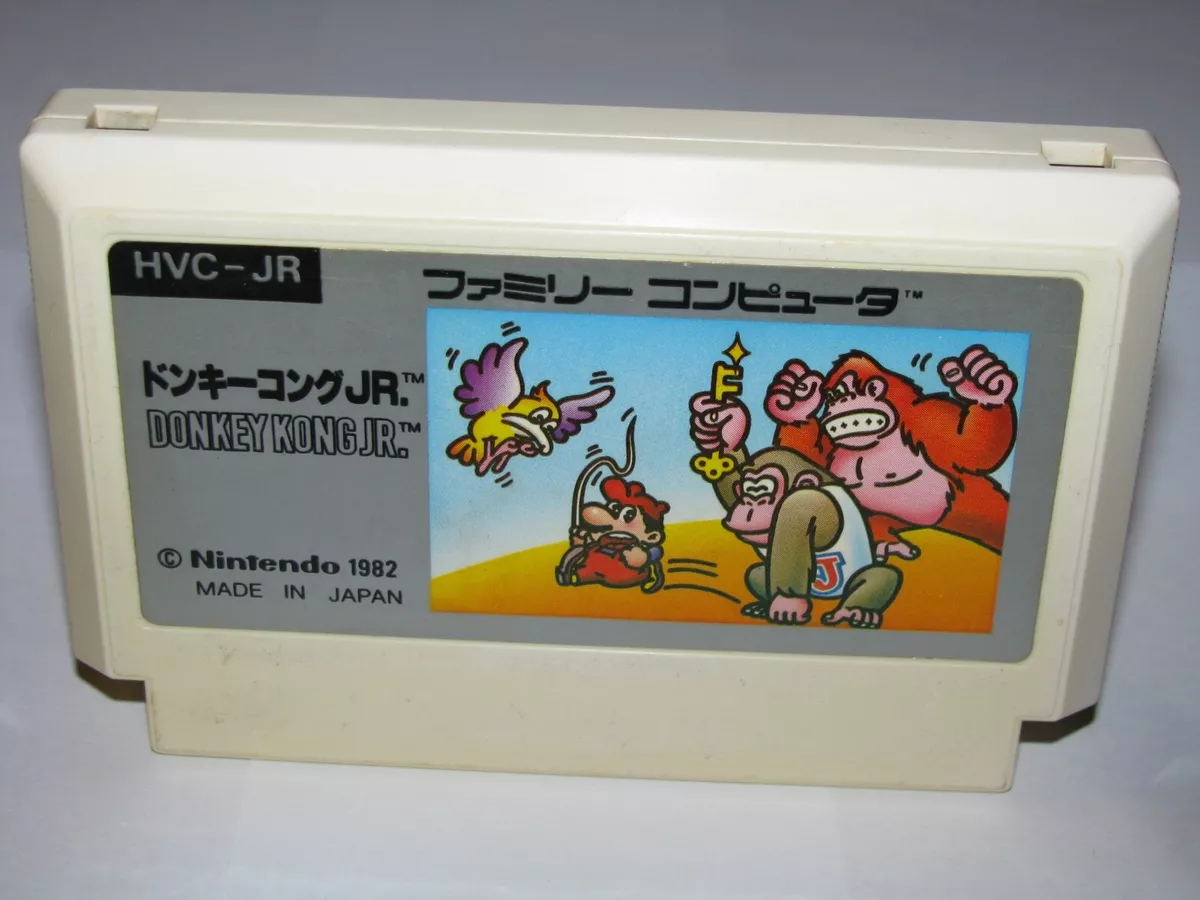 HVC-JR
ファミリー コンピュータ™
ドンキーコングJR.™
DONKEY KONG JR.™
© Nintendo 1982
MADE IN JAPAN
J